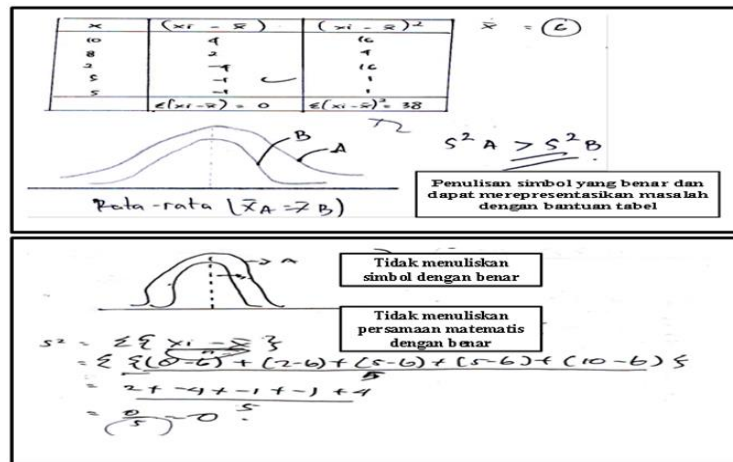 x (xi - x̄) (xi - x̄)² x̄ = 6
10 4 16
8 2 4
2 -4 16
5 -1 1
5 -1 1
Σ(xi-x̄) = 0 Σ(xi-x̄)² = 38
B
A
S²A > S²B
Rata-rata (x̄A = x̄B)
Penulisan simbol yang benar dan
dapat merepresentasikan masalah
dengan bantuan tabel
A
Tidak menuliskan
simbol dengan benar
Tidak menuliskan
persamaan matematis
dengan benar
S² = Σ{xi - x̄}
= Σ{(8-6) + (2-6) + (5-6) + (5-6) + (10-6)}
5
= 2 + -4 + -1 + -1 + 4
5
= 0/5 = 0